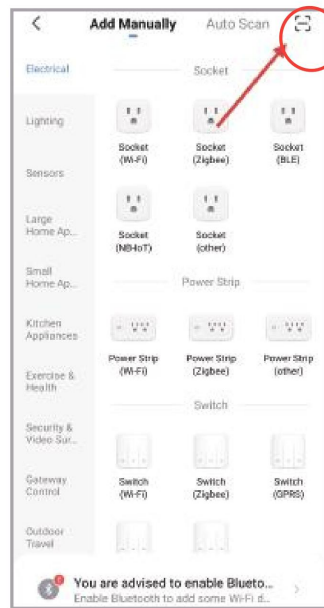 Add Manually Auto Scan
Electrical
Lighting
Sensors
Large
Home Ap...
Small
Home Ap...
Kitchen
Appliances
Exercise &
Health
Security &
Video Sur...
Gateway
Control
Outdoor
Travel
Socket
Socket
(Wi-Fi)
Socket
(Zigbee)
Socket
(BLE)
Socket
(NB-IoT)
Socket
(other)
Power Strip
Power Strip
(Wi-Fi)
Power Strip
(Zigbee)
Power Strip
(other)
Switch
Switch
(Wi-Fi)
Switch
(Zigbee)
Switch
(GPRS)
You are advised to enable Blueto...
Enable Bluetooth to add some Wi-Fi d...